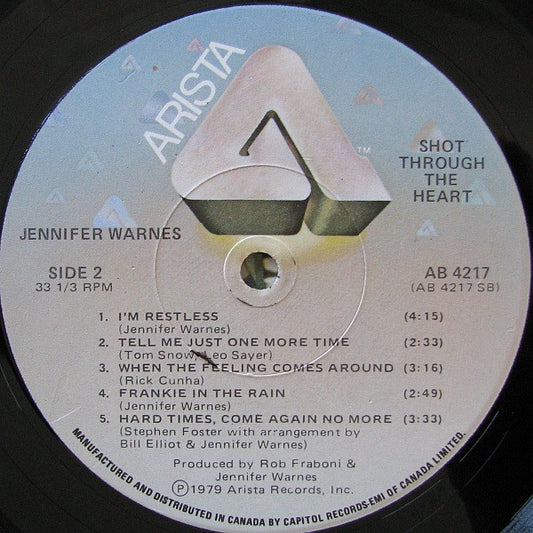 ARISTA
TM
SHOT
THROUGH
THE
HEART
JENNIFER WARNES
SIDE 2
33 1/3 RPM
AB 4217
(AB 4217 SB)
1. I'M RESTLESS (4:15)
(Jennifer Warnes)
2. TELL ME JUST ONE MORE TIME (2:33)
(Tom Snow, Leo Sayer)
3. WHEN THE FEELING COMES AROUND (3:16)
(Rick Cunha)
4. FRANKIE IN THE RAIN (2:49)
(Jennifer Warnes)
5. HARD TIMES, COME AGAIN NO MORE (3:33)
(Stephen Foster with arrangement by
Bill Elliot & Jennifer Warnes)
Produced by Rob Fraboni &
Jennifer Warnes
Ⓟ1979 Arista Records, Inc.
MANUFACTURED AND DISTRIBUTED IN CANADA BY CAPITOL RECORDS-EMI OF CANADA LIMITED.